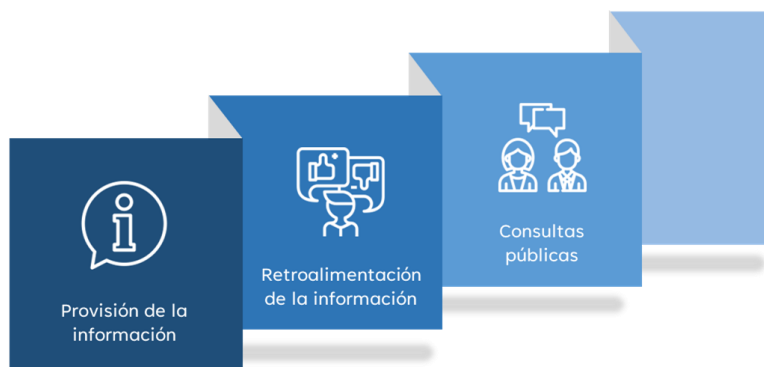 Provisión de la
información
Retroalimentación
de la información
Consultas
públicas